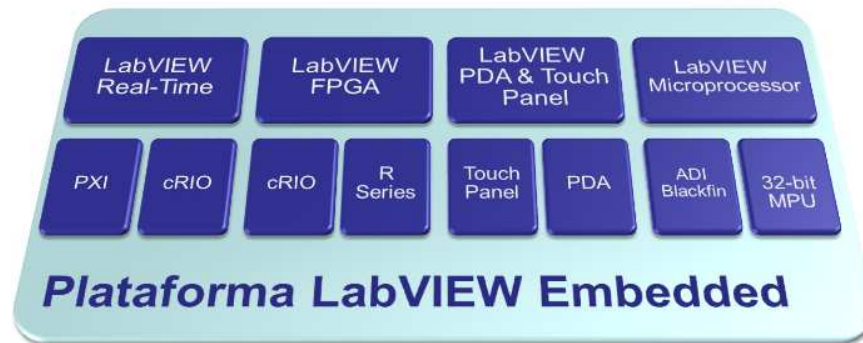 LabVIEW
Real-Time
LabVIEW
FPGA
LabVIEW
PDA & Touch
Panel
LabVIEW
Microprocessor
PXI
cRIO
cRIO
R
Series
Touch
Panel
PDA
ADI
Blackfin
32-bit
MPU
Plataforma LabVIEW Embedded